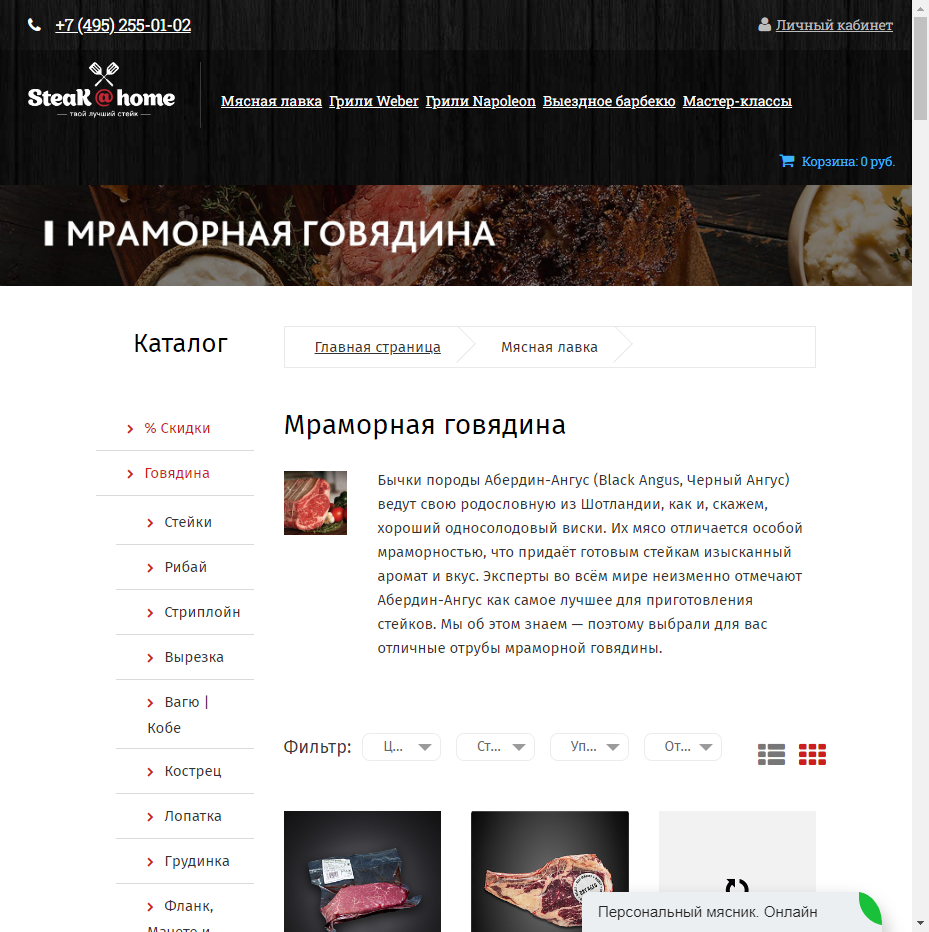 +7 (495) 255-01-02
Личный кабинет
Steak@home
твой лучший стейк
Мясная лавка Грили Weber Грили Napoleon Выездное барбекю Мастер-классы
Корзина: 0 руб.
МРАМОРНАЯ ГОВЯДИНА
Каталог
% Скидки
Говядина
Стейки
Рибай
Стриплойн
Вырезка
Вагю |
Кобе
Кострец
Лопатка
Грудинка
Фланк,
Мачете и
Главная страница
Мясная лавка
Мраморная говядина
Бычки породы Абердин-Ангус (Black Angus, Черный Ангус)
ведут свою родословную из Шотландии, как и, скажем,
хороший односолодовый виски. Их мясо отличается особой
мраморностью, что придаёт готовым стейкам изысканный
аромат и вкус. Эксперты во всём мире неизменно отмечают
Абердин-Ангус как самое лучшее для приготовления
стейков. Мы об этом знаем — поэтому выбрали для вас
отличные отрубы мраморной говядины.
Фильтр: Ц... Ст... Уп... От...
Персональный мясник. Онлайн